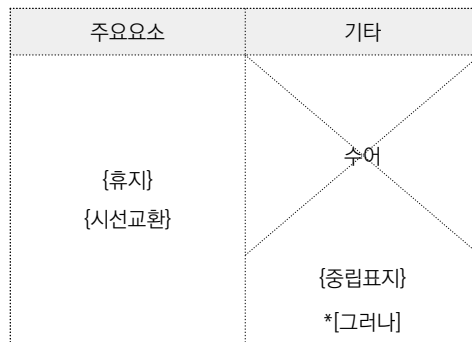 주요요소 기타
수어
{휴지}
{시선교환}
{중립표지}
*[그러나]